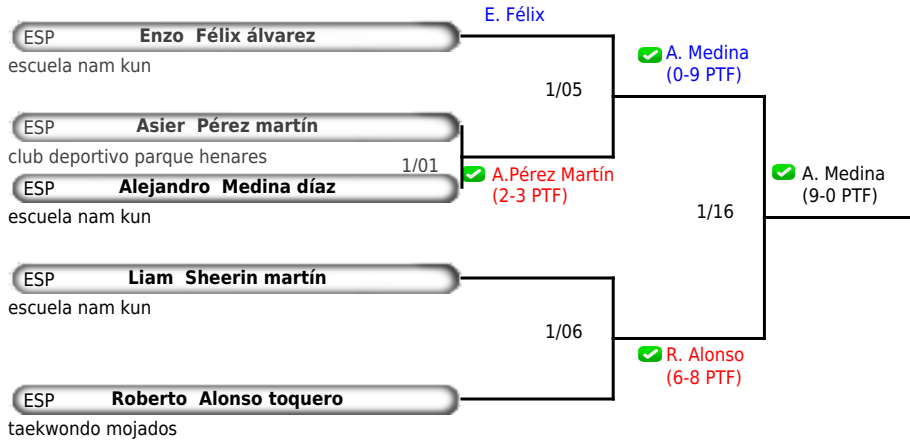 E. Félix
ESP Enzo Félix álvarez
escuela nam kun
A. Medina
(0-9 PTF)
1/05
ESP Asier Pérez martín
club deportivo parque henares
1/01
A.Pérez Martín
(2-3 PTF)
ESP Alejandro Medina díaz
escuela nam kun
A. Medina
(9-0 PTF)
1/16
ESP Liam Sheerin martín
escuela nam kun
1/06
R. Alonso
(6-8 PTF)
ESP Roberto Alonso toquero
taekwondo mojados